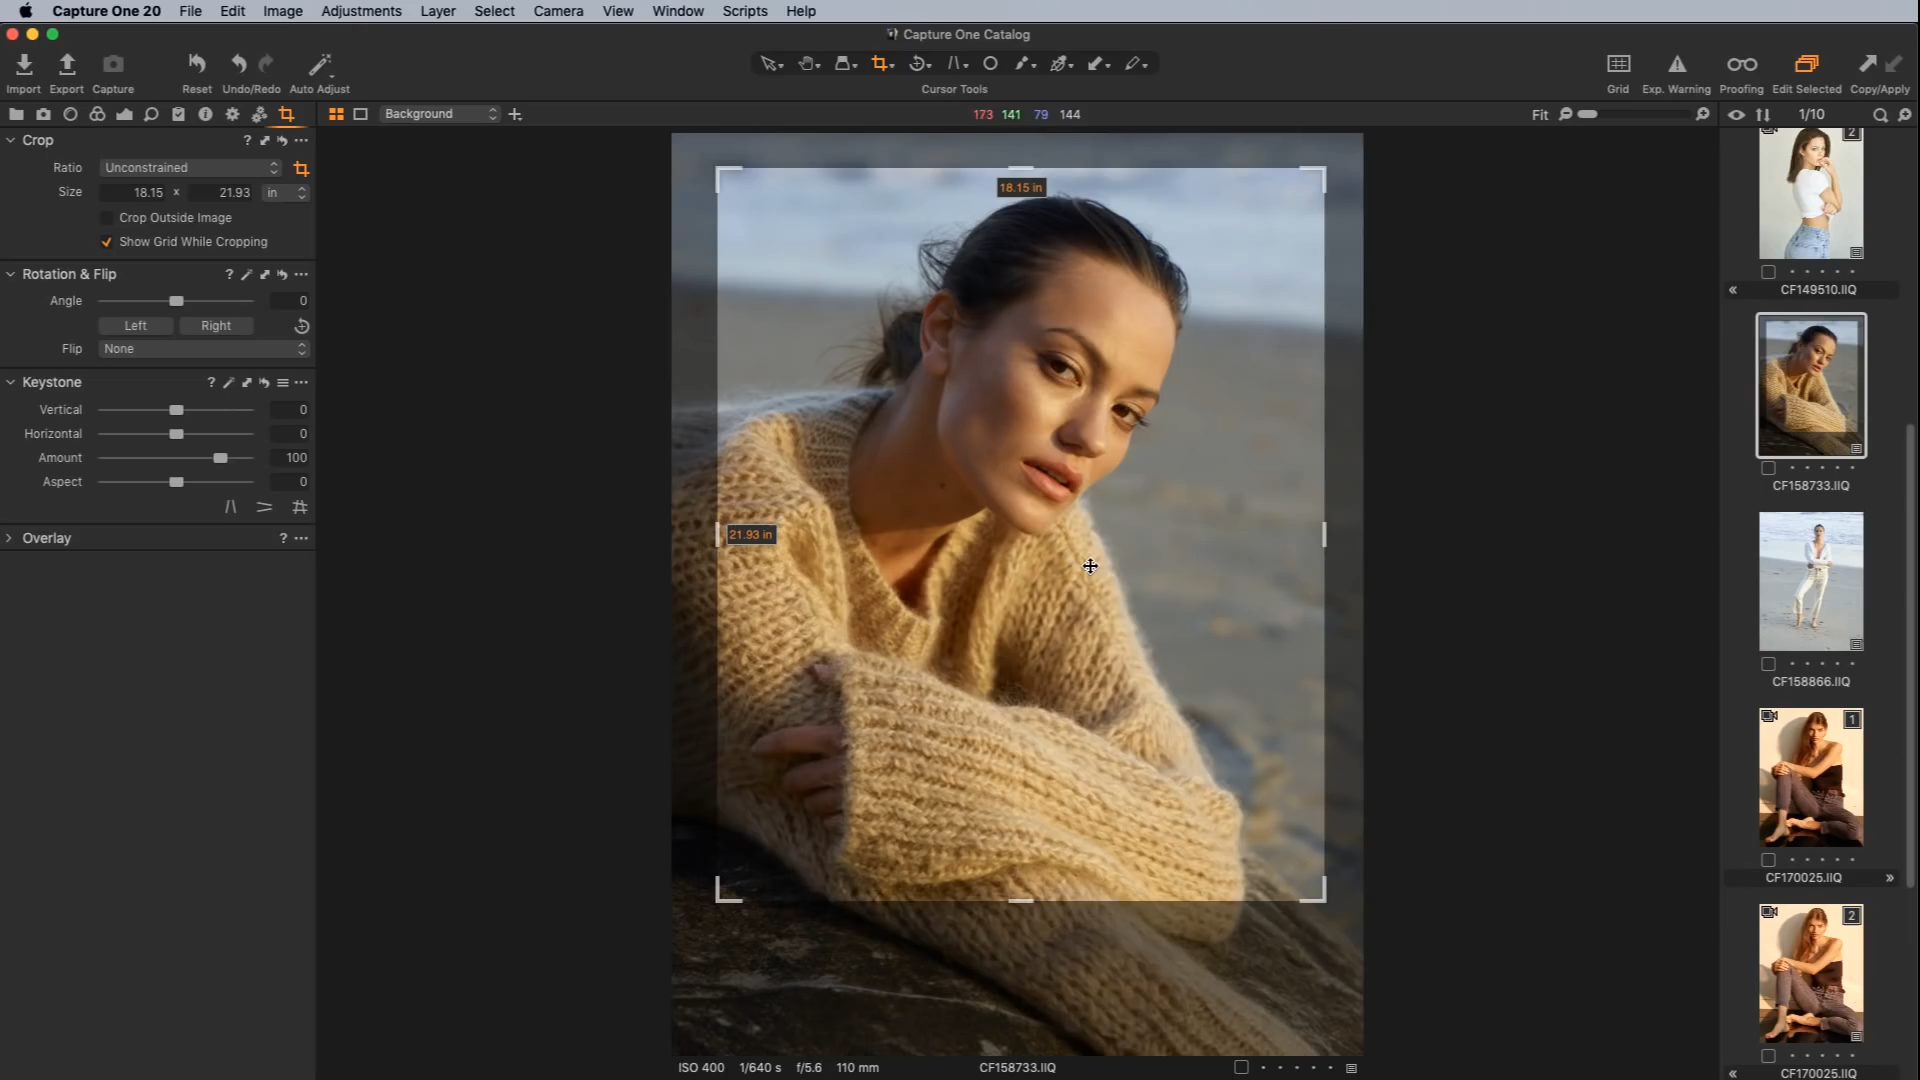 Capture One 20 File Edit Image Adjustments Layer Select Camera View Window Scripts Help
Capture One Catalog
Import Export Capture Reset Undo/Redo Auto Adjust Cursor Tools Grid Exp. Warning Proofing Edit Selected Copy/Apply
Background 173 141 79 144 Fit 1/10
Crop ?
Ratio Unconstrained
Size 18.15 x 21.93 in
Crop Outside Image
Show Grid While Cropping
Rotation & Flip ?
Angle 0
Left Right
Flip None
Keystone ?
Vertical 0
Horizontal 0
Amount 100
Aspect 0
Overlay ?
18.15 in
21.93 in
ISO 400 1/640 s f/5.6 110 mm CF158733.IIQ
2
CF149510.IIQ
CF158733.IIQ
CF158866.IIQ
1
CF170025.IIQ
2
CF170025.IIQ